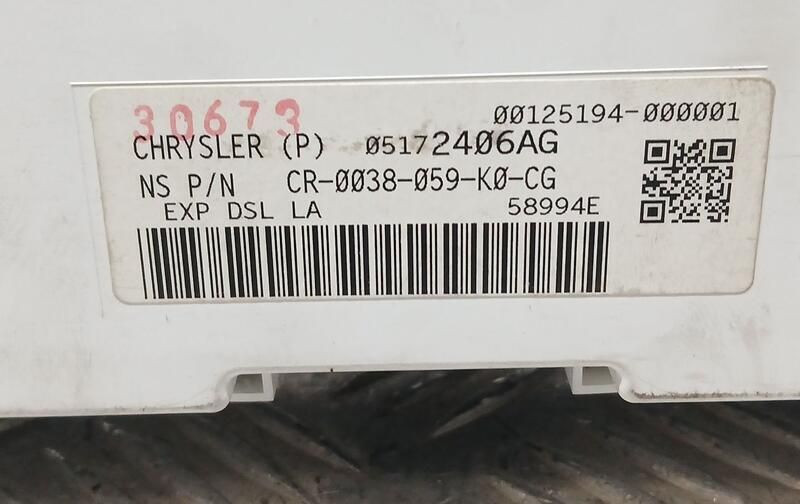 30673
00125194-000001
CHRYSLER (P) 05172406AG
NS P/N CR-0038-059-K0-CG
EXP DSL LA 58994E